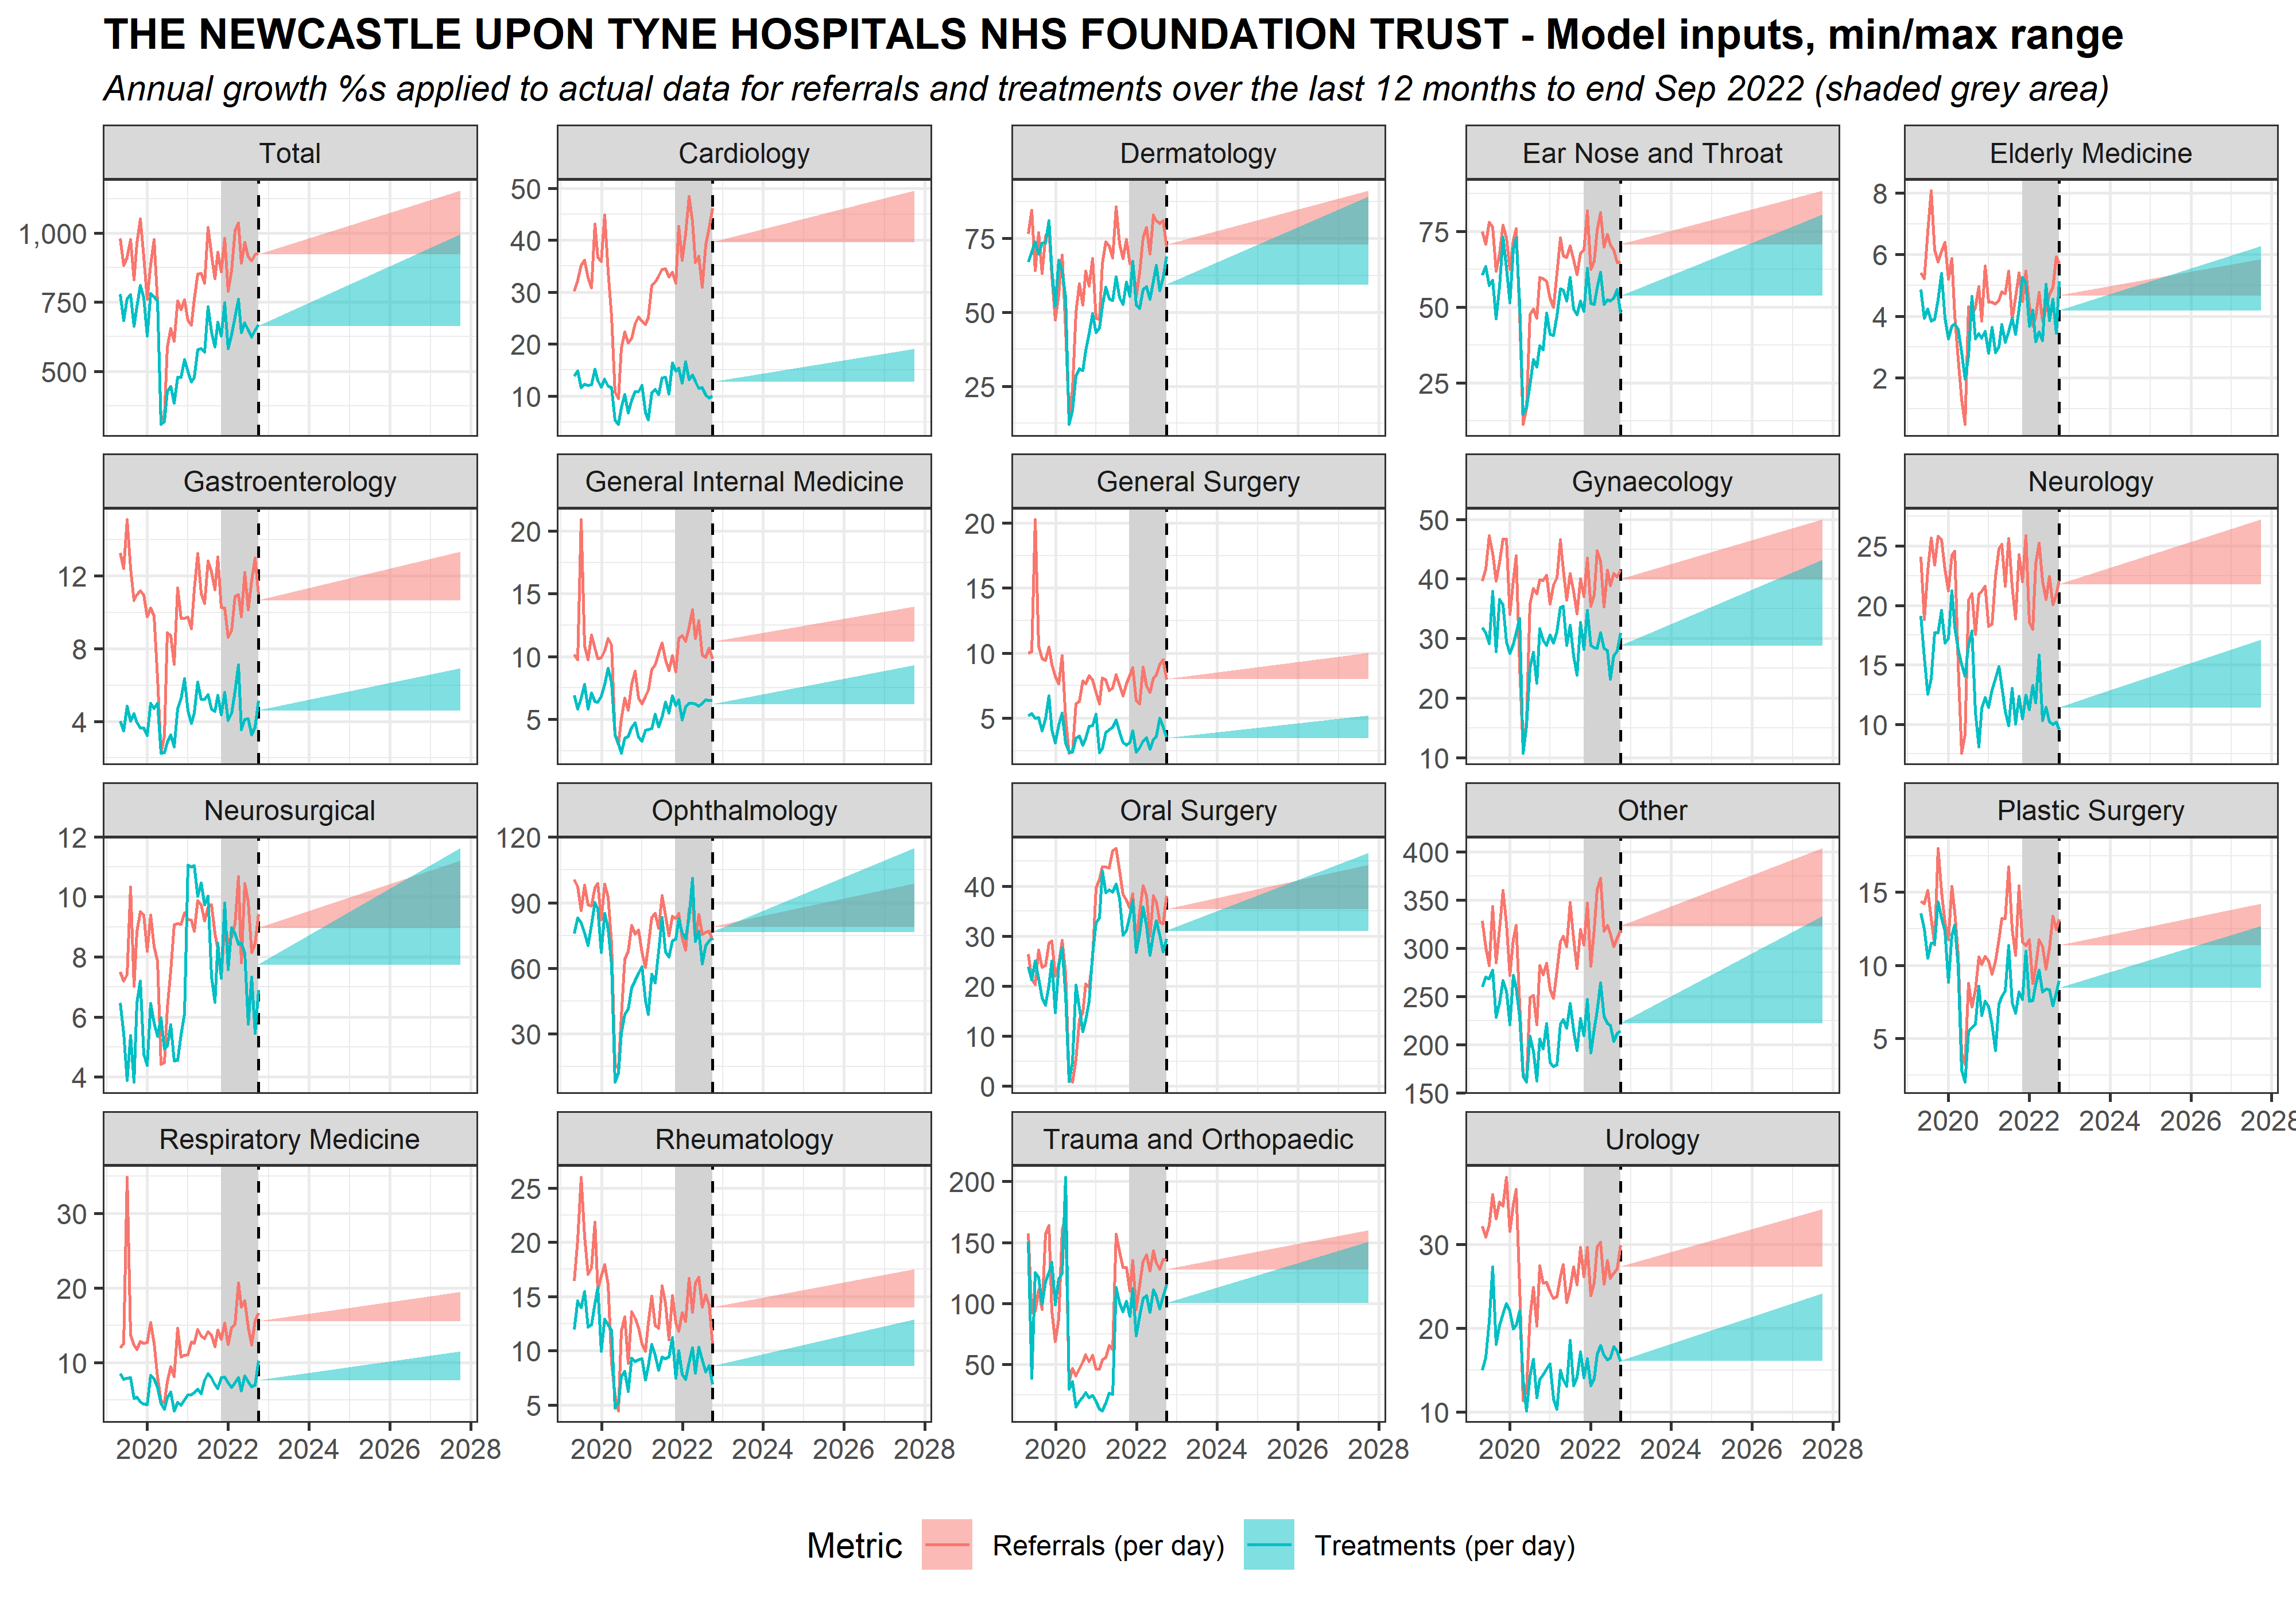 THE NEWCASTLE UPON TYNE HOSPITALS NHS FOUNDATION TRUST - Model inputs, min/max range
Annual growth %s applied to actual data for referrals and treatments over the last 12 months to end Sep 2022 (shaded grey area)
Total
1,000
750
500
Cardiology
50
40
30
20
10
Dermatology
75
50
25
Ear Nose and Throat
75
50
25
Elderly Medicine
8
6
4
2
Gastroenterology
12
8
4
General Internal Medicine
20
15
10
5
General Surgery
20
15
10
5
Gynaecology
50
40
30
20
10
Neurology
25
20
15
10
Neurosurgical
12
10
8
6
4
Ophthalmology
120
90
60
30
Oral Surgery
40
30
20
10
0
Other
400
350
300
250
200
150
Plastic Surgery
15
10
5
2020 2022 2024 2026 2028
Respiratory Medicine
30
20
10
2020 2022 2024 2026 2028
Rheumatology
25
20
15
10
5
2020 2022 2024 2026 2028
Trauma and Orthopaedic
200
150
100
50
2020 2022 2024 2026 2028
Urology
30
20
10
2020 2022 2024 2026 2028
Metric Referrals (per day) Treatments (per day)